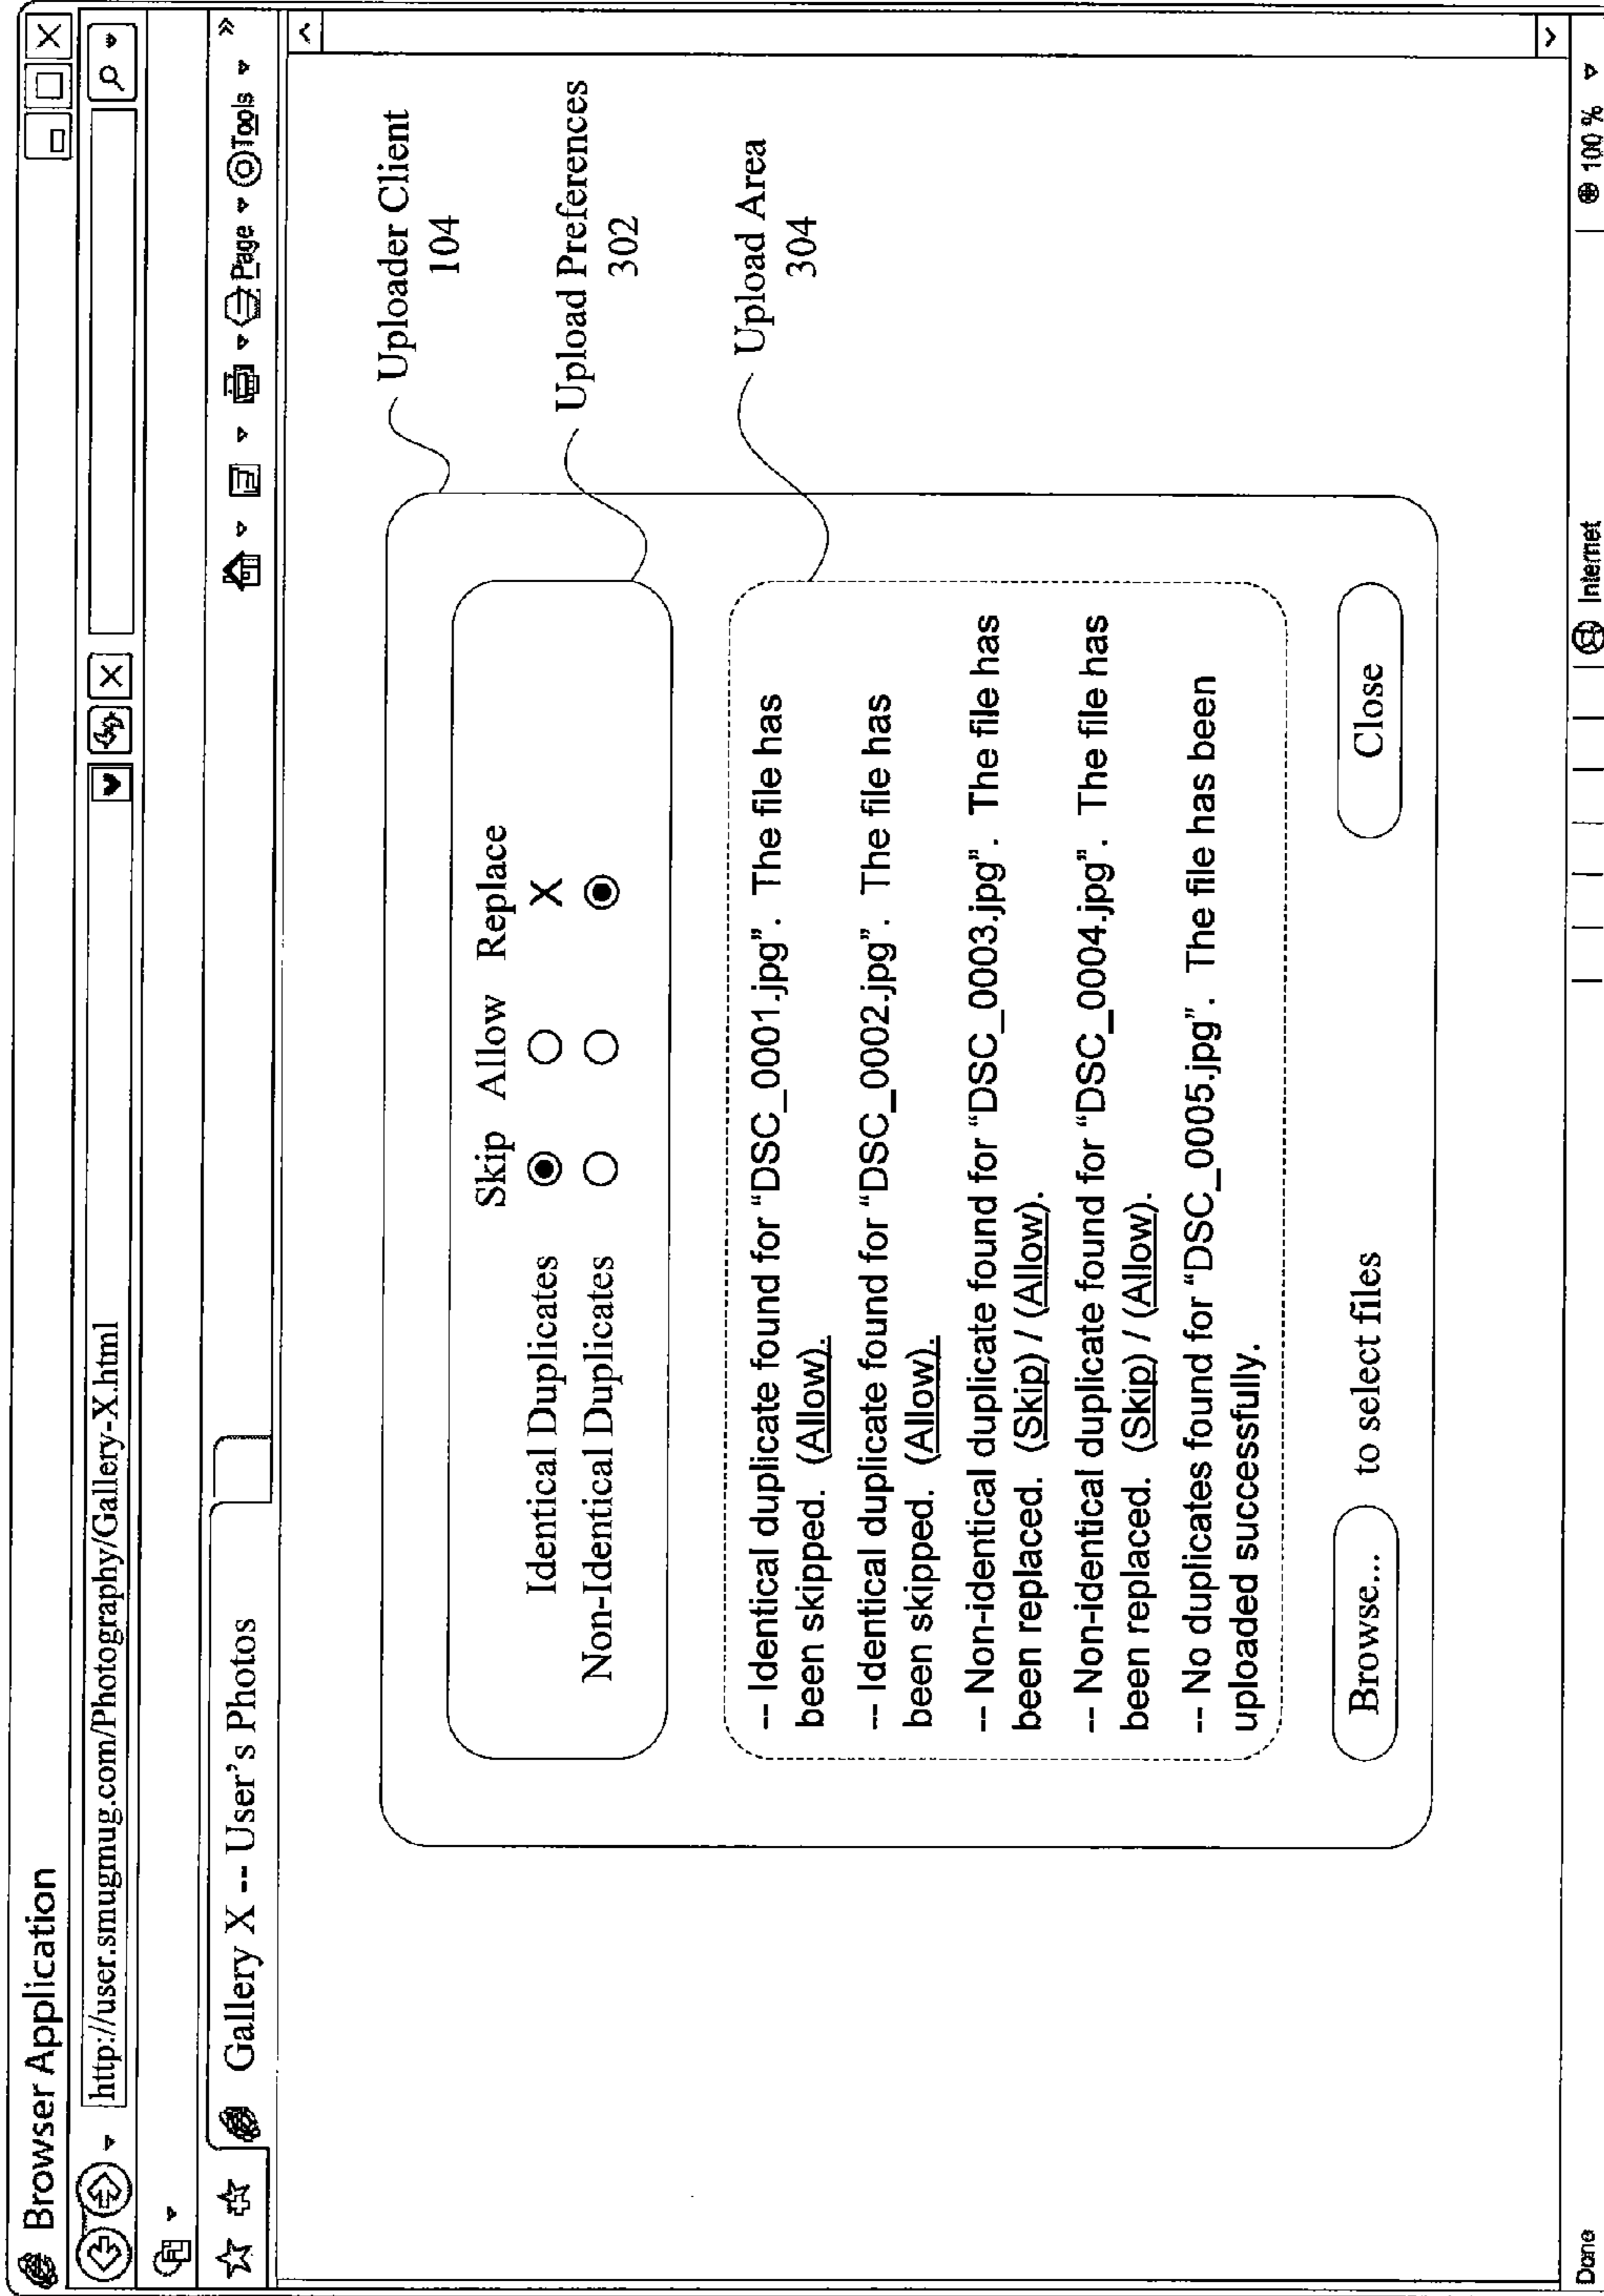 Browser Application
http://user.smugmug.com/Photography/Gallery-X.html
Gallery X -- User's Photos
Page
Tools
»
Uploader Client
104
Upload Preferences
302
Upload Area
304
Skip Allow Replace
Identical Duplicates X
Non-Identical Duplicates
-- Identical duplicate found for “DSC_0001.jpg”. The file has
been skipped. (Allow).
-- Identical duplicate found for “DSC_0002.jpg”. The file has
been skipped. (Allow).
-- Non-identical duplicate found for “DSC_0003.jpg”. The file has
been replaced. (Skip) / (Allow).
-- Non-identical duplicate found for “DSC_0004.jpg”. The file has
been replaced. (Skip) / (Allow).
-- No duplicates found for “DSC_0005.jpg”. The file has been
uploaded successfully.
Browse... to select files
Close
Done
Internet
100 %